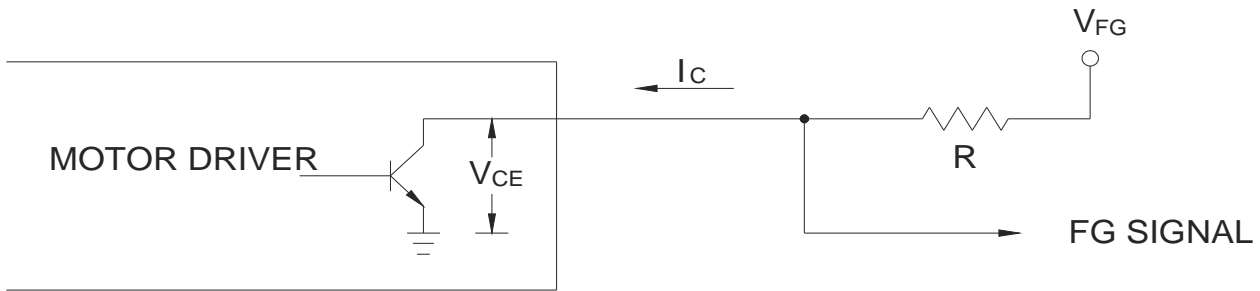 VFG
IC
MOTOR DRIVER
VCE
R
FG SIGNAL